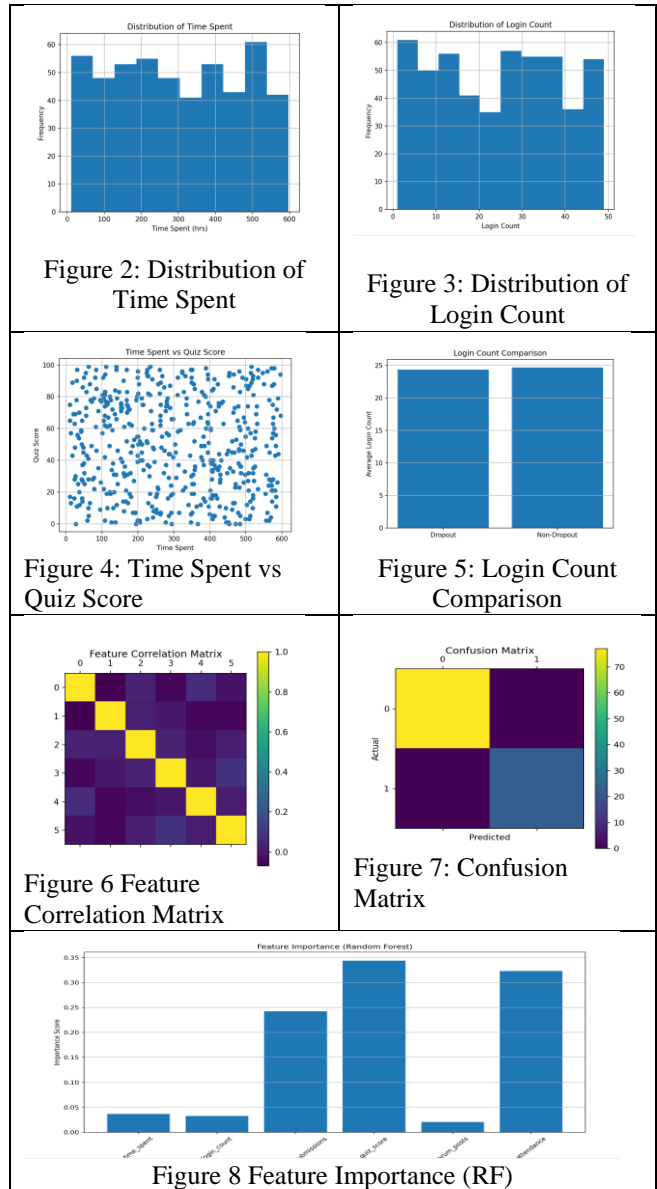 Distribution of Time Spent
60
50
40
30
20
10
0
Frequency
0 100 200 300 400 500 600
Time Spent (hrs)
Figure 2: Distribution of
Time Spent
Distribution of Login Count
60
50
40
30
20
10
0
Frequency
0 10 20 30 40 50
Login Count
Figure 3: Distribution of
Login Count
Time Spent vs Quiz Score
100
80
60
40
20
0
Quiz Score
0 100 200 300 400 500 600
Time Spent
Figure 4: Time Spent vs
Quiz Score
Login Count Comparison
25
20
15
10
5
0
Average Login Count
Dropout Non-Dropout
Figure 5: Login Count
Comparison
Feature Correlation Matrix
0 1 2 3 4 5
0
1
2
3
4
5
0 1 2 3 4 5
1.0
0.8
0.6
0.4
0.2
0.0
Figure 6 Feature
Correlation Matrix
Confusion Matrix
0 1
0
1
Actual
Predicted
70
60
50
40
30
20
10
0
Figure 7: Confusion
Matrix
Feature Importance (Random Forest)
0.35
0.30
0.25
0.20
0.15
0.10
0.05
0.00
Importance Score
time_spent quiz_score attendance
Figure 8 Feature Importance (RF)